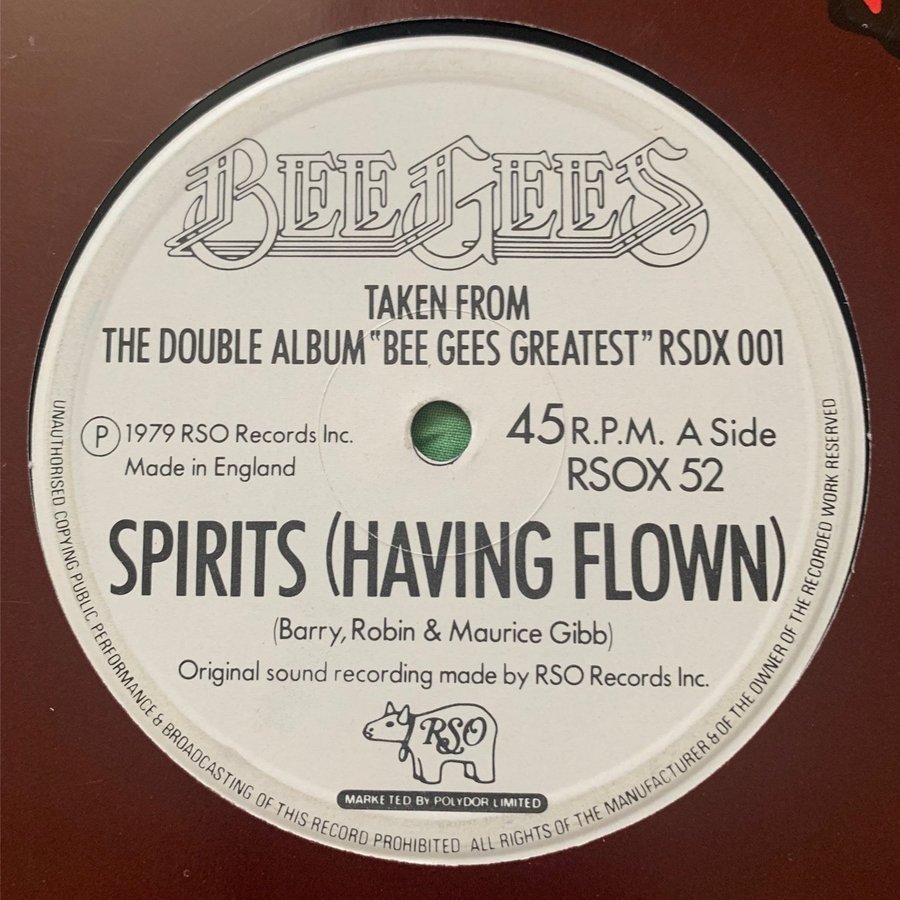 BEE GEES
TAKEN FROM
THE DOUBLE ALBUM "BEE GEES GREATEST" RSDX 001
Ⓟ 1979 RSO Records Inc.
Made in England
45 R.P.M. A Side
RSOX 52
SPIRITS (HAVING FLOWN)
(Barry, Robin & Maurice Gibb)
Original sound recording made by RSO Records Inc.
RSO
MARKETED BY POLYDOR LIMITED
UNAUTHORISED COPYING PUBLIC PERFORMANCE & BROADCASTING OF THIS RECORD PROHIBITED ALL RIGHTS OF THE MANUFACTURER & OF THE OWNER OF THE RECORDED WORK RESERVED